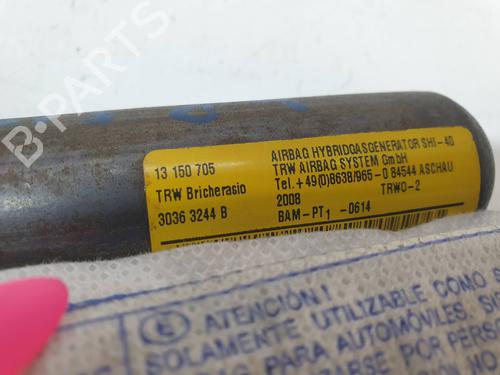 B-PARTS
13 150 705
TRW Bricherasio
3036 3244 B
AIRBAG HYBRIDGASGENERATOR SHI-40
TRW AIRBAG SYSTEM GmbH
Tel.+49(0)8638/965-0 84544 ASCHAU
2008 TRWO-2
BAM-PT1 -0614
E ATENCIÓN!
SOLAMENTE UTILIZABLE COMO
PARA AUTOMÓVILES.
POR PERSON